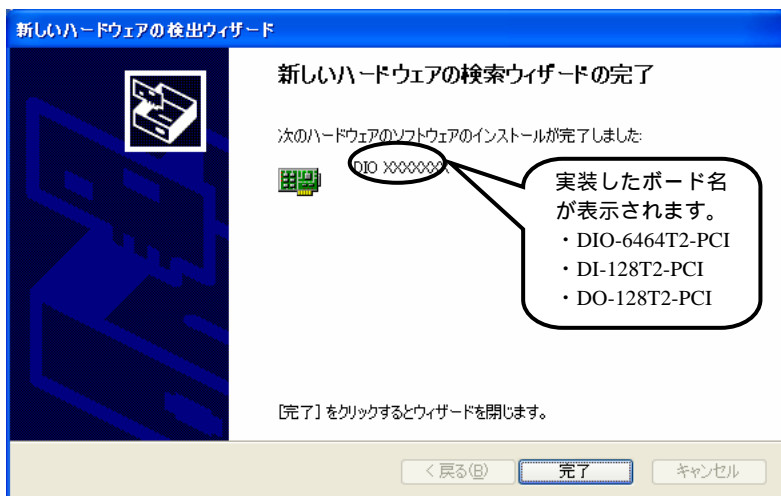 新しいハードウェアの検出ウィザード
新しいハードウェアの検索ウィザードの完了
次のハードウェアのソフトウェアのインストールが完了しました:
DIO XXXXXXX
実装したボード名
が表示されます。
・DIO-6464T2-PCI
・DI-128T2-PCI
・DO-128T2-PCI
[完了] をクリックするとウィザードを閉じます。
< 戻る(B)
完了
キャンセル